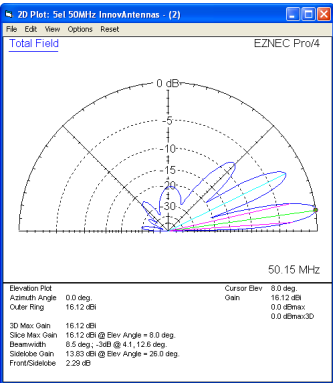 2D Plot: 5el 50MHz InnovAntennas - (2)
File Edit View Options Reset
Total Field
EZNEC Pro/4
0 dB
-5
-10
-15
-20
-30
50.15 MHz
Elevation Plot
Cursor Elev 8.0 deg.
Azimuth Angle 0.0 deg.
Gain 16.12 dBi
Outer Ring 16.12 dBi
0.0 dBmax
0.0 dBmax3D
3D Max Gain 16.12 dBi
Slice Max Gain 16.12 dBi @ Elev Angle = 8.0 deg.
Beamwidth 8.5 deg.; -3dB @ 4.1, 12.6 deg.
Sidelobe Gain 13.83 dBi @ Elev Angle = 26.0 deg.
Front/Sidelobe 2.29 dB